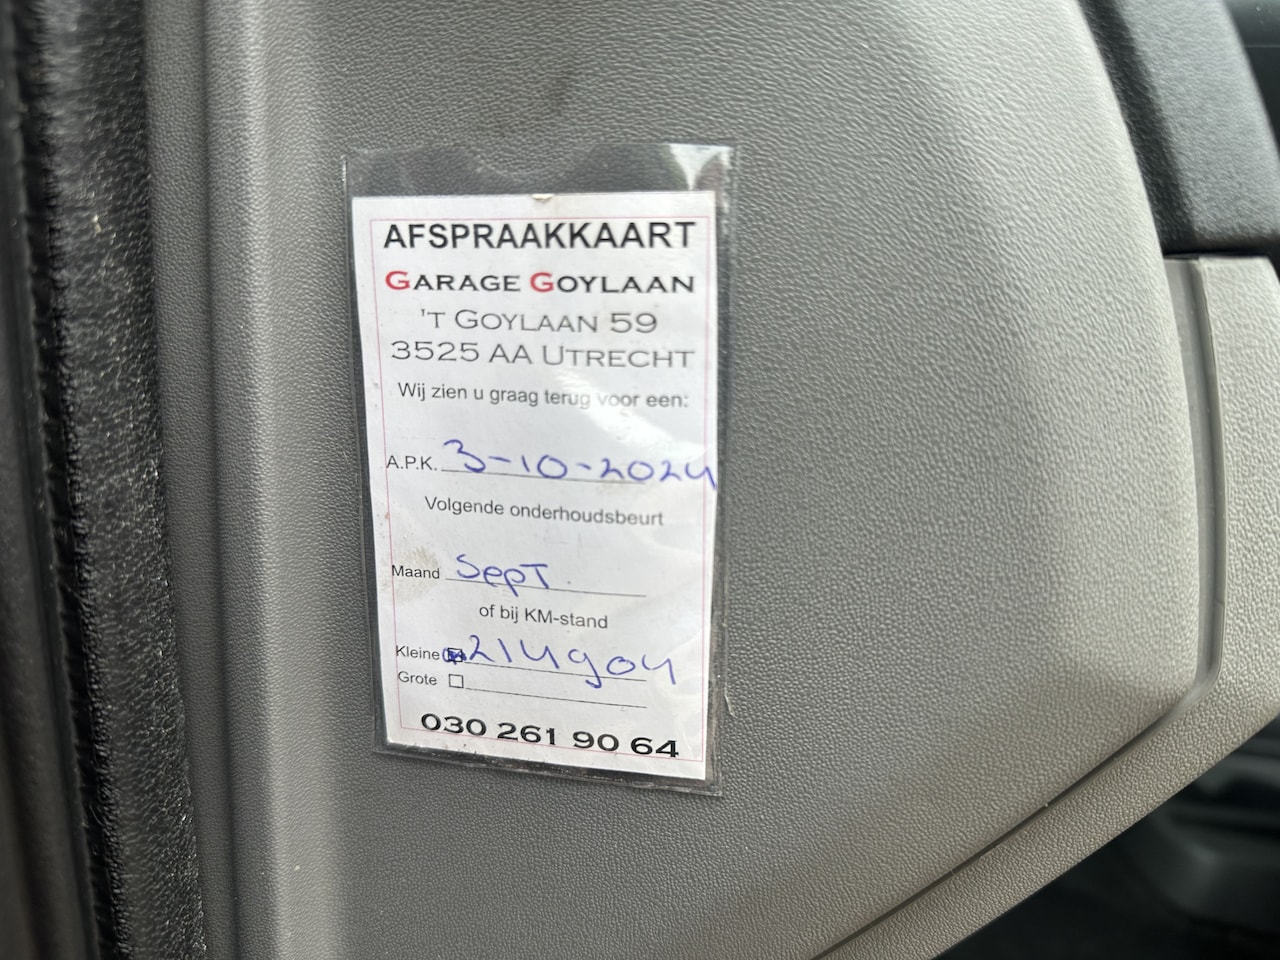 AFSPRAAKKAART
GARAGE GOYLAAN
'T GOYLAAN 59
3525 AA UTRECHT
Wij zien u graag terug voor een:
A.P.K. 3-10-2024
Volgende onderhoudsbeurt
Maand SepT
of bij KM-stand
Kleine 214904
Grote
030 261 90 64